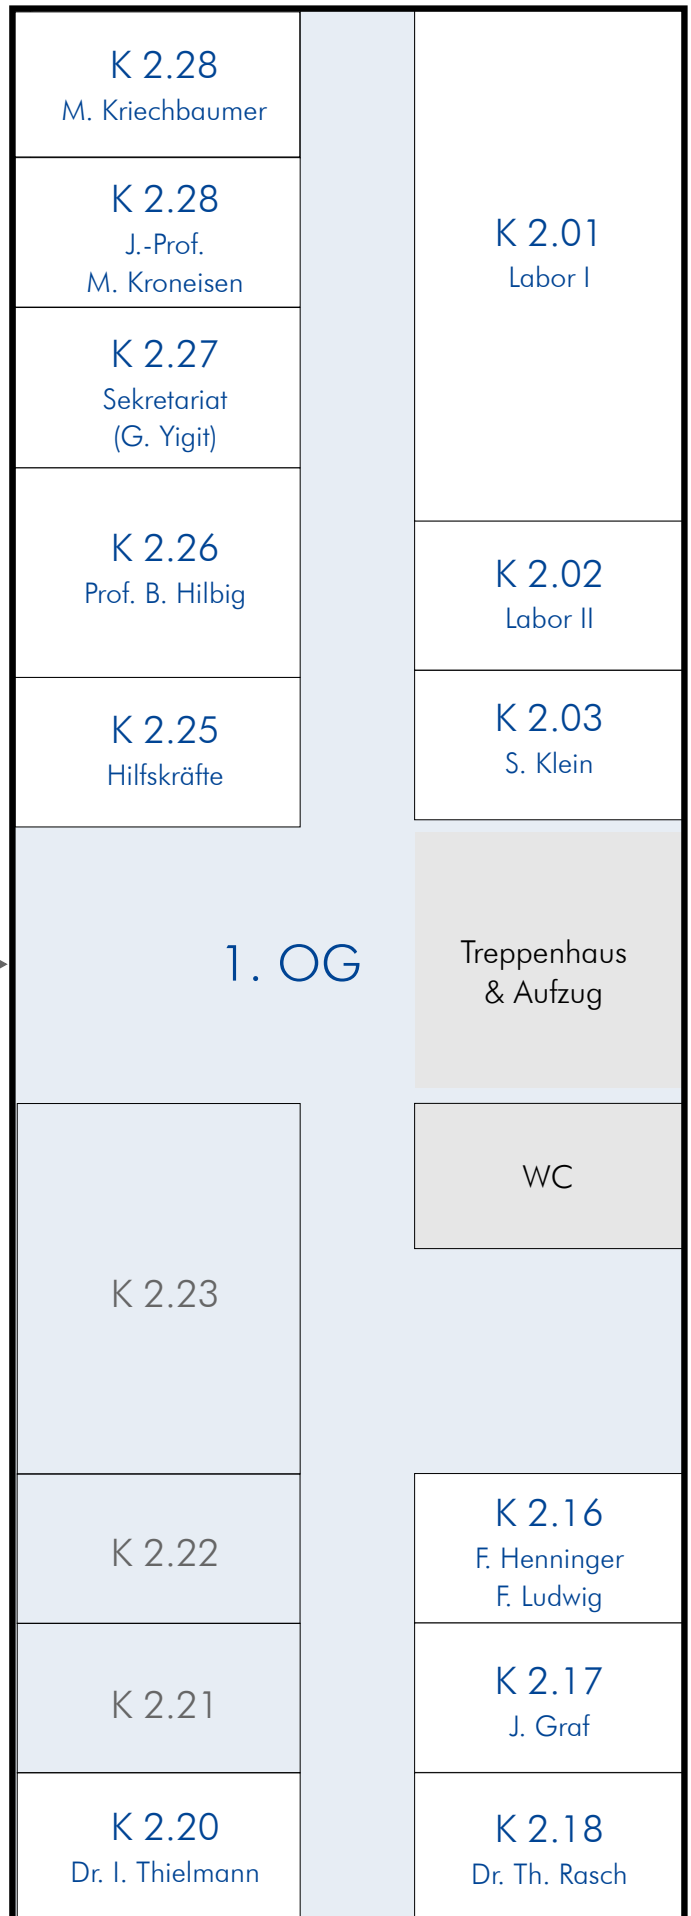 K 2.28
M. Kriechbaumer
K 2.28
J.-Prof.
M. Kroneisen
K 2.27
Sekretariat
(G. Yigit)
K 2.26
Prof. B. Hilbig
K 2.25
Hilfskräfte
K 2.01
Labor I
K 2.02
Labor II
K 2.03
S. Klein
1. OG
Treppenhaus
& Aufzug
WC
K 2.23
K 2.22
K 2.21
K 2.20
Dr. I. Thielmann
K 2.16
F. Henninger
F. Ludwig
K 2.17
J. Graf
K 2.18
Dr. Th. Rasch